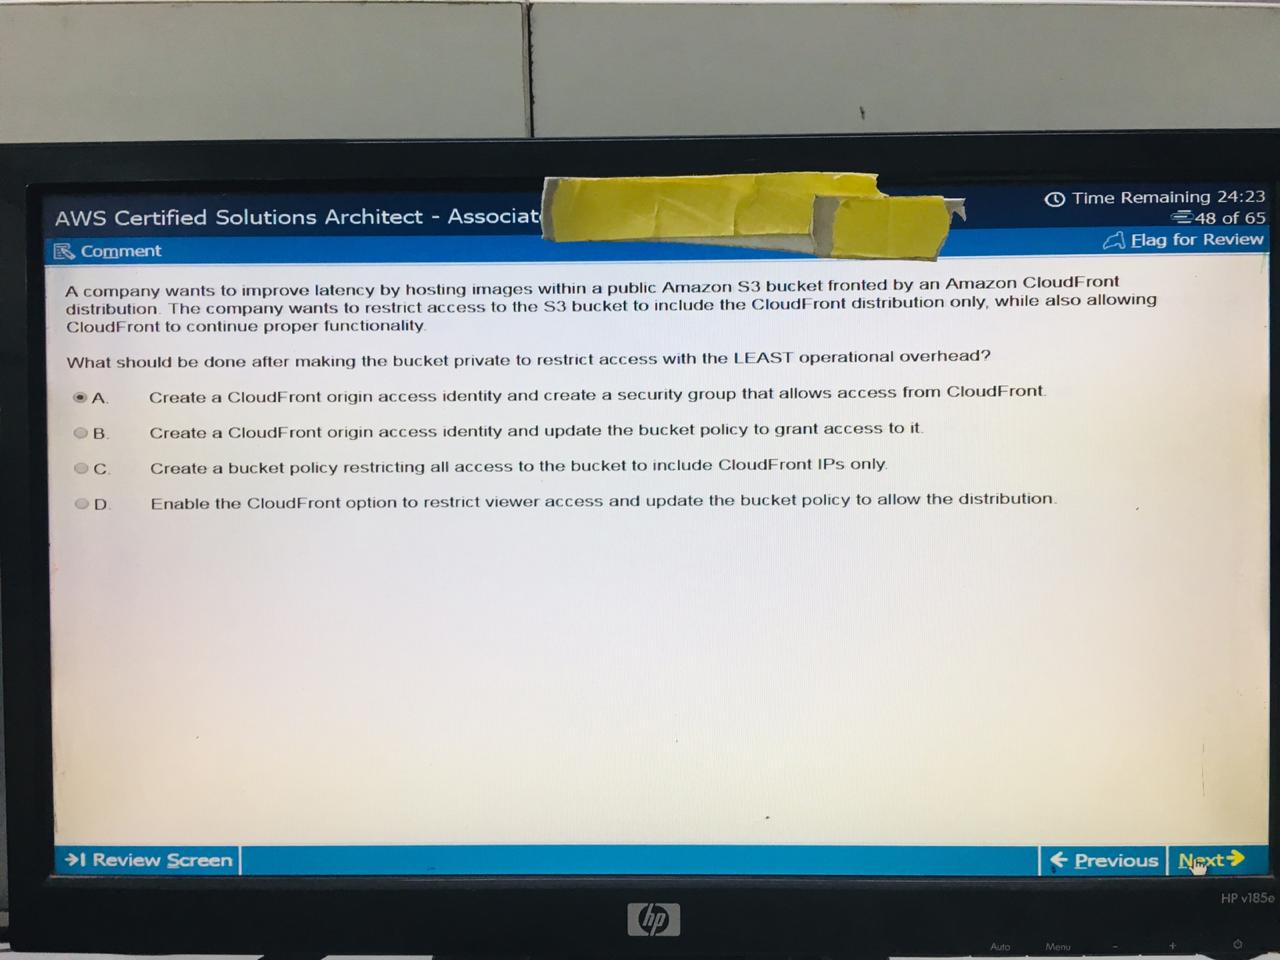 AWS Certified Solutions Architect - Associat
Time Remaining 24:23
48 of 65
Comment
Flag for Review
A company wants to improve latency by hosting images within a public Amazon S3 bucket fronted by an Amazon CloudFront
distribution. The company wants to restrict access to the S3 bucket to include the CloudFront distribution only, while also allowing
CloudFront to continue proper functionality.
What should be done after making the bucket private to restrict access with the LEAST operational overhead?
A. Create a CloudFront origin access identity and create a security group that allows access from CloudFront.
B. Create a CloudFront origin access identity and update the bucket policy to grant access to it.
C. Create a bucket policy restricting all access to the bucket to include CloudFront IPs only.
D. Enable the CloudFront option to restrict viewer access and update the bucket policy to allow the distribution.
Review Screen
Previous
Next
HP v185e
hp
Auto Menu - +